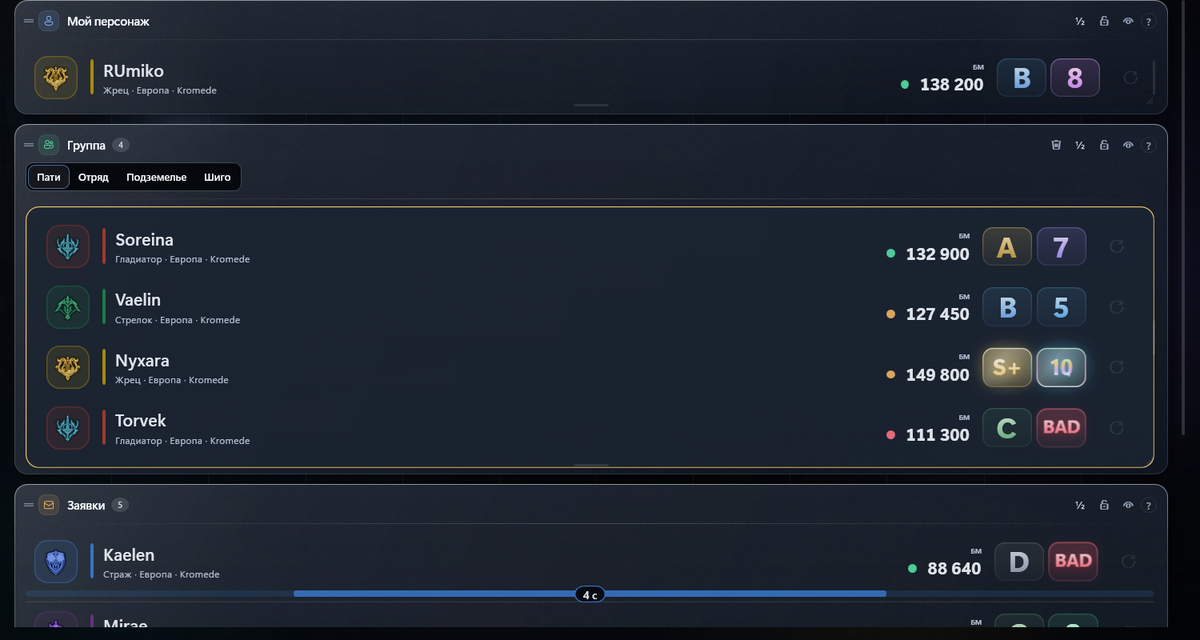 Мой персонаж
½
?
RUmiko
Жрец · Европа · Kromede
БМ
138 200
B
8
Группа
4
½
?
Пати
Отряд
Подземелье
Шиго
Soreina
Гладиатор · Европа · Kromede
БМ
132 900
A
7
Vaelin
Стрелок · Европа · Kromede
БМ
127 450
B
5
Nyxara
Жрец · Европа · Kromede
БМ
149 800
S+
10
Torvek
Гладиатор · Европа · Kromede
БМ
111 300
C
BAD
Заявки
5
½
?
Kaelen
Страж · Европа · Kromede
БМ
88 640
D
BAD
4 с
Mirae
БМ